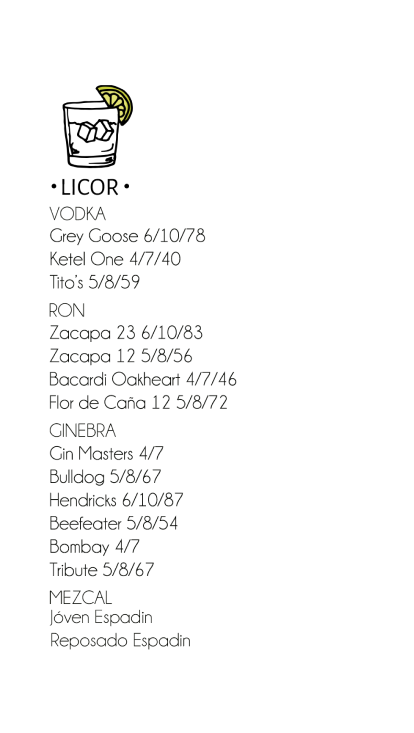 • LICOR •
VODKA
Grey Goose 6/10/78
Ketel One 4/7/40
Tito's 5/8/59
RON
Zacapa 23 6/10/83
Zacapa 12 5/8/56
Bacardi Oakheart 4/7/46
Flor de Caña 12 5/8/72
GINEBRA
Gin Masters 4/7
Bulldog 5/8/67
Hendricks 6/10/87
Beefeater 5/8/54
Bombay 4/7
Tribute 5/8/67
MEZCAL
Jóven Espadin
Reposado Espadin